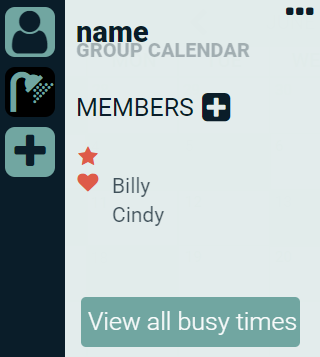 name
GROUP CALENDAR
MEMBERS
Billy
Cindy
View all busy times